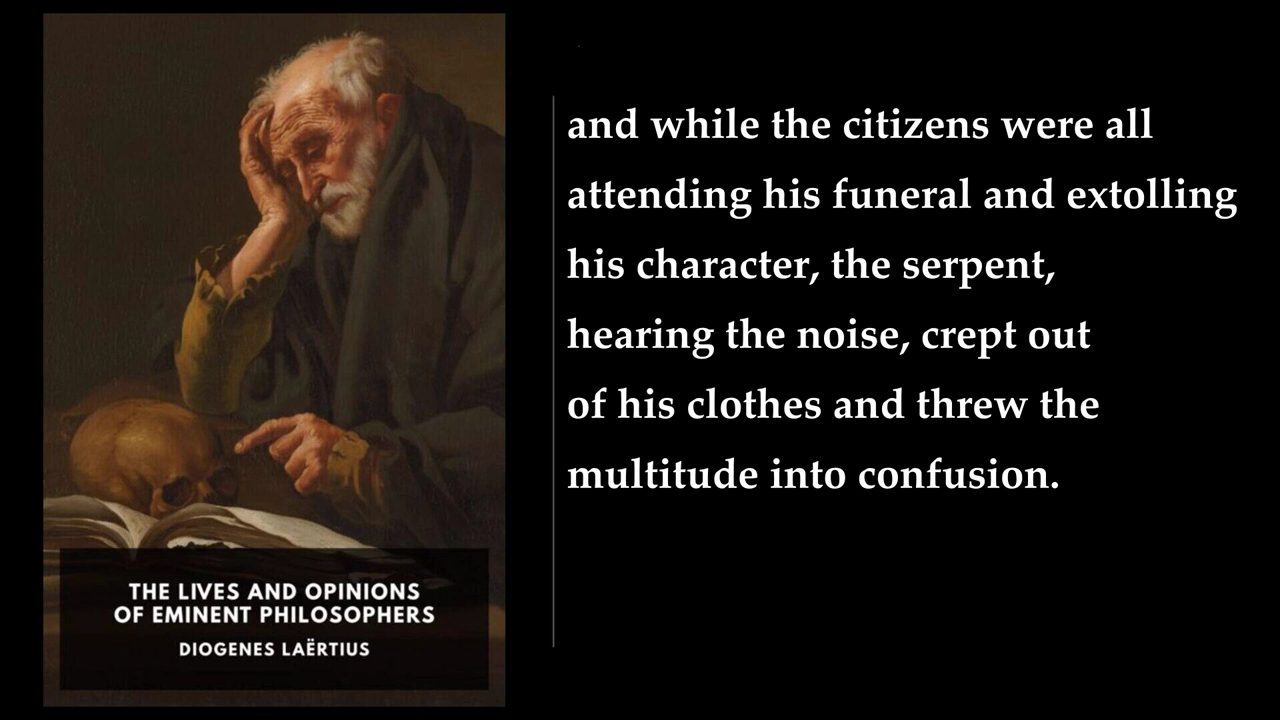 and while the citizens were all
attending his funeral and extolling
his character, the serpent,
hearing the noise, crept out
of his clothes and threw the
multitude into confusion.
THE LIVES AND OPINIONS
OF EMINENT PHILOSOPHERS
DIOGENES LAËRTIUS